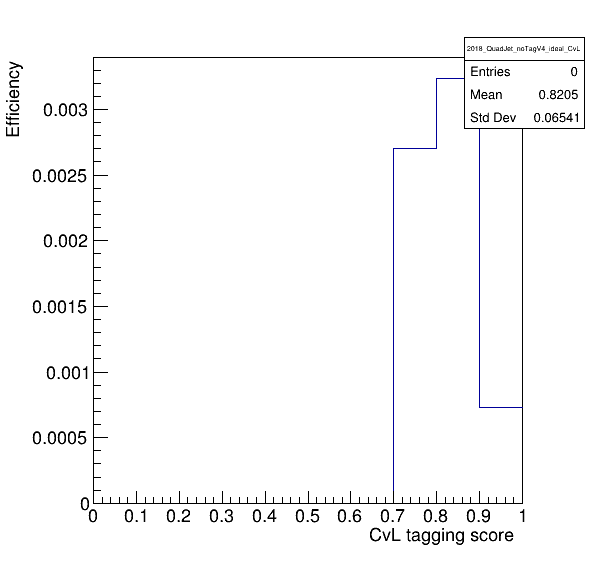 2018_QuadJet_noTagV4_ideal_CvL
Entries 0
Mean 0.8205
Std Dev 0.06541
Efficiency
0.003
0.0025
0.002
0.0015
0.001
0.0005
0
0 0.1 0.2 0.3 0.4 0.5 0.6 0.7 0.8 0.9 1
CvL tagging score